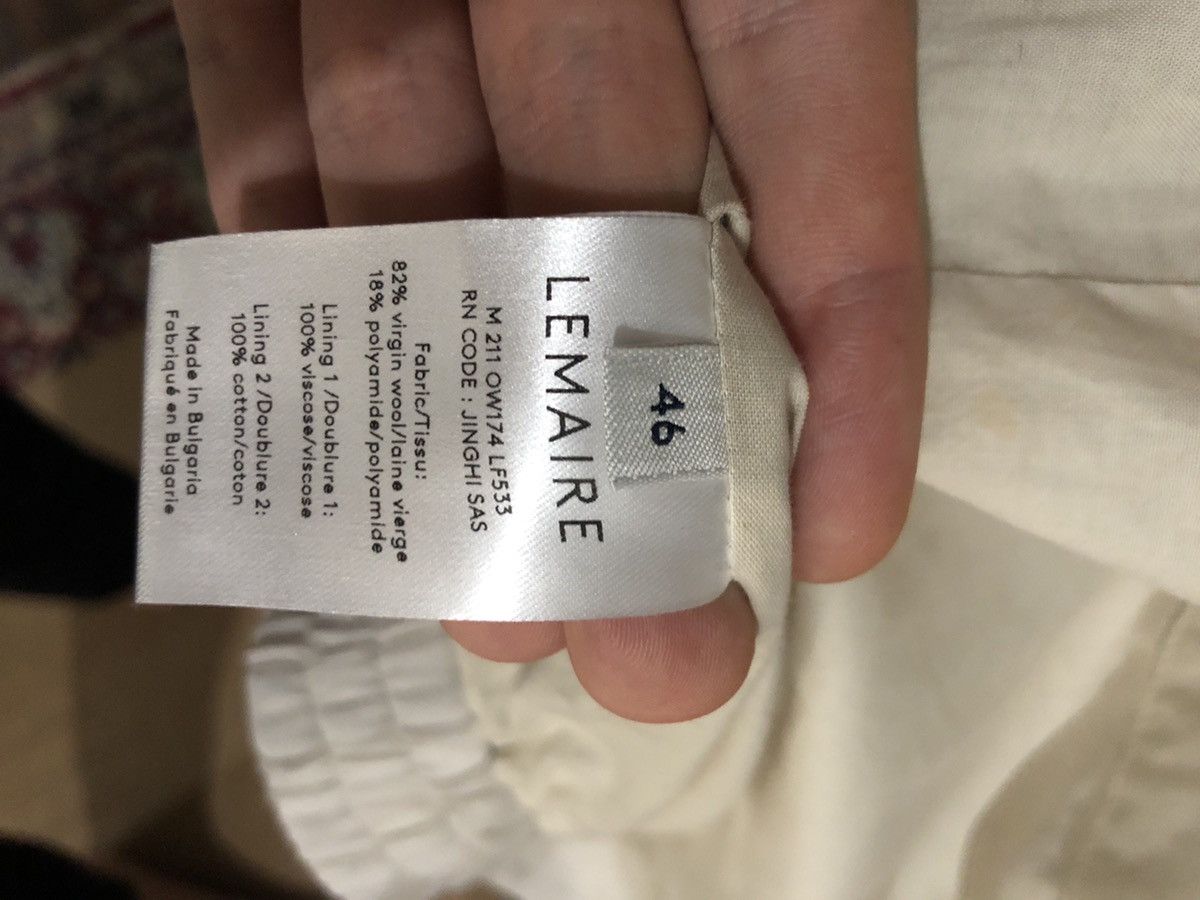 46
LEMAIRE
M 211 OW174 LF533
RN CODE : JINGHI SAS
Fabric/Tissu:
82% virgin wool/laine vierge
18% polyamide/polyamide
Lining 1 /Doublure 1:
100% viscose/viscose
Lining 2 /Doublure 2:
100% cotton/coton
Made in Bulgaria
Fabriqué en Bulgarie